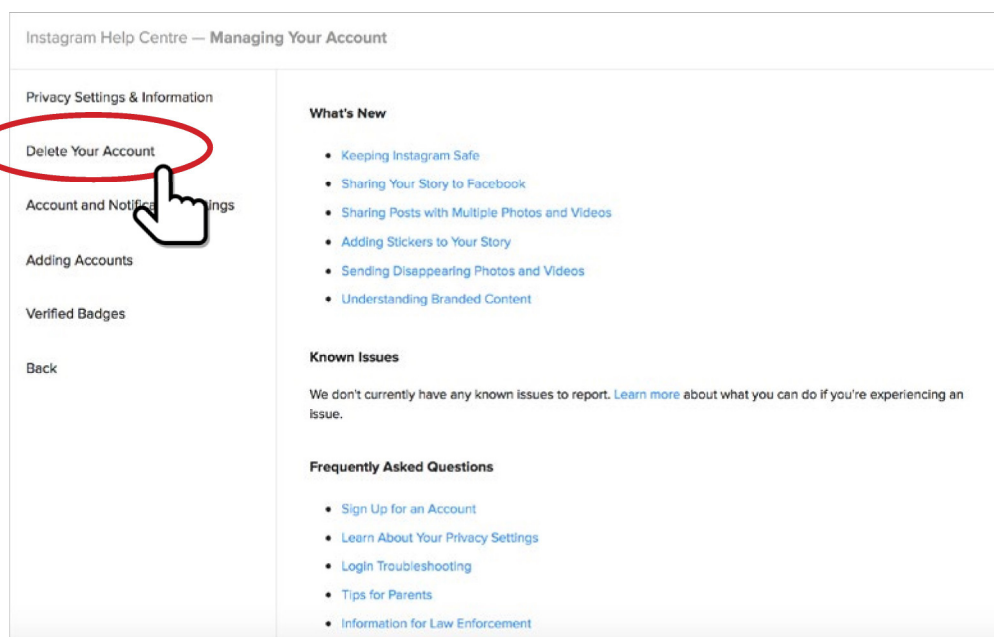 Instagram Help Centre — Managing Your Account
Privacy Settings & Information
Delete Your Account
Account and Notifica ings
Adding Accounts
Verified Badges
Back
What's New
• Keeping Instagram Safe
• Sharing Your Story to Facebook
• Sharing Posts with Multiple Photos and Videos
• Adding Stickers to Your Story
• Sending Disappearing Photos and Videos
• Understanding Branded Content
Known Issues
We don't currently have any known issues to report. Learn more about what you can do if you're experiencing an
issue.
Frequently Asked Questions
• Sign Up for an Account
• Learn About Your Privacy Settings
• Login Troubleshooting
• Tips for Parents
• Information for Law Enforcement